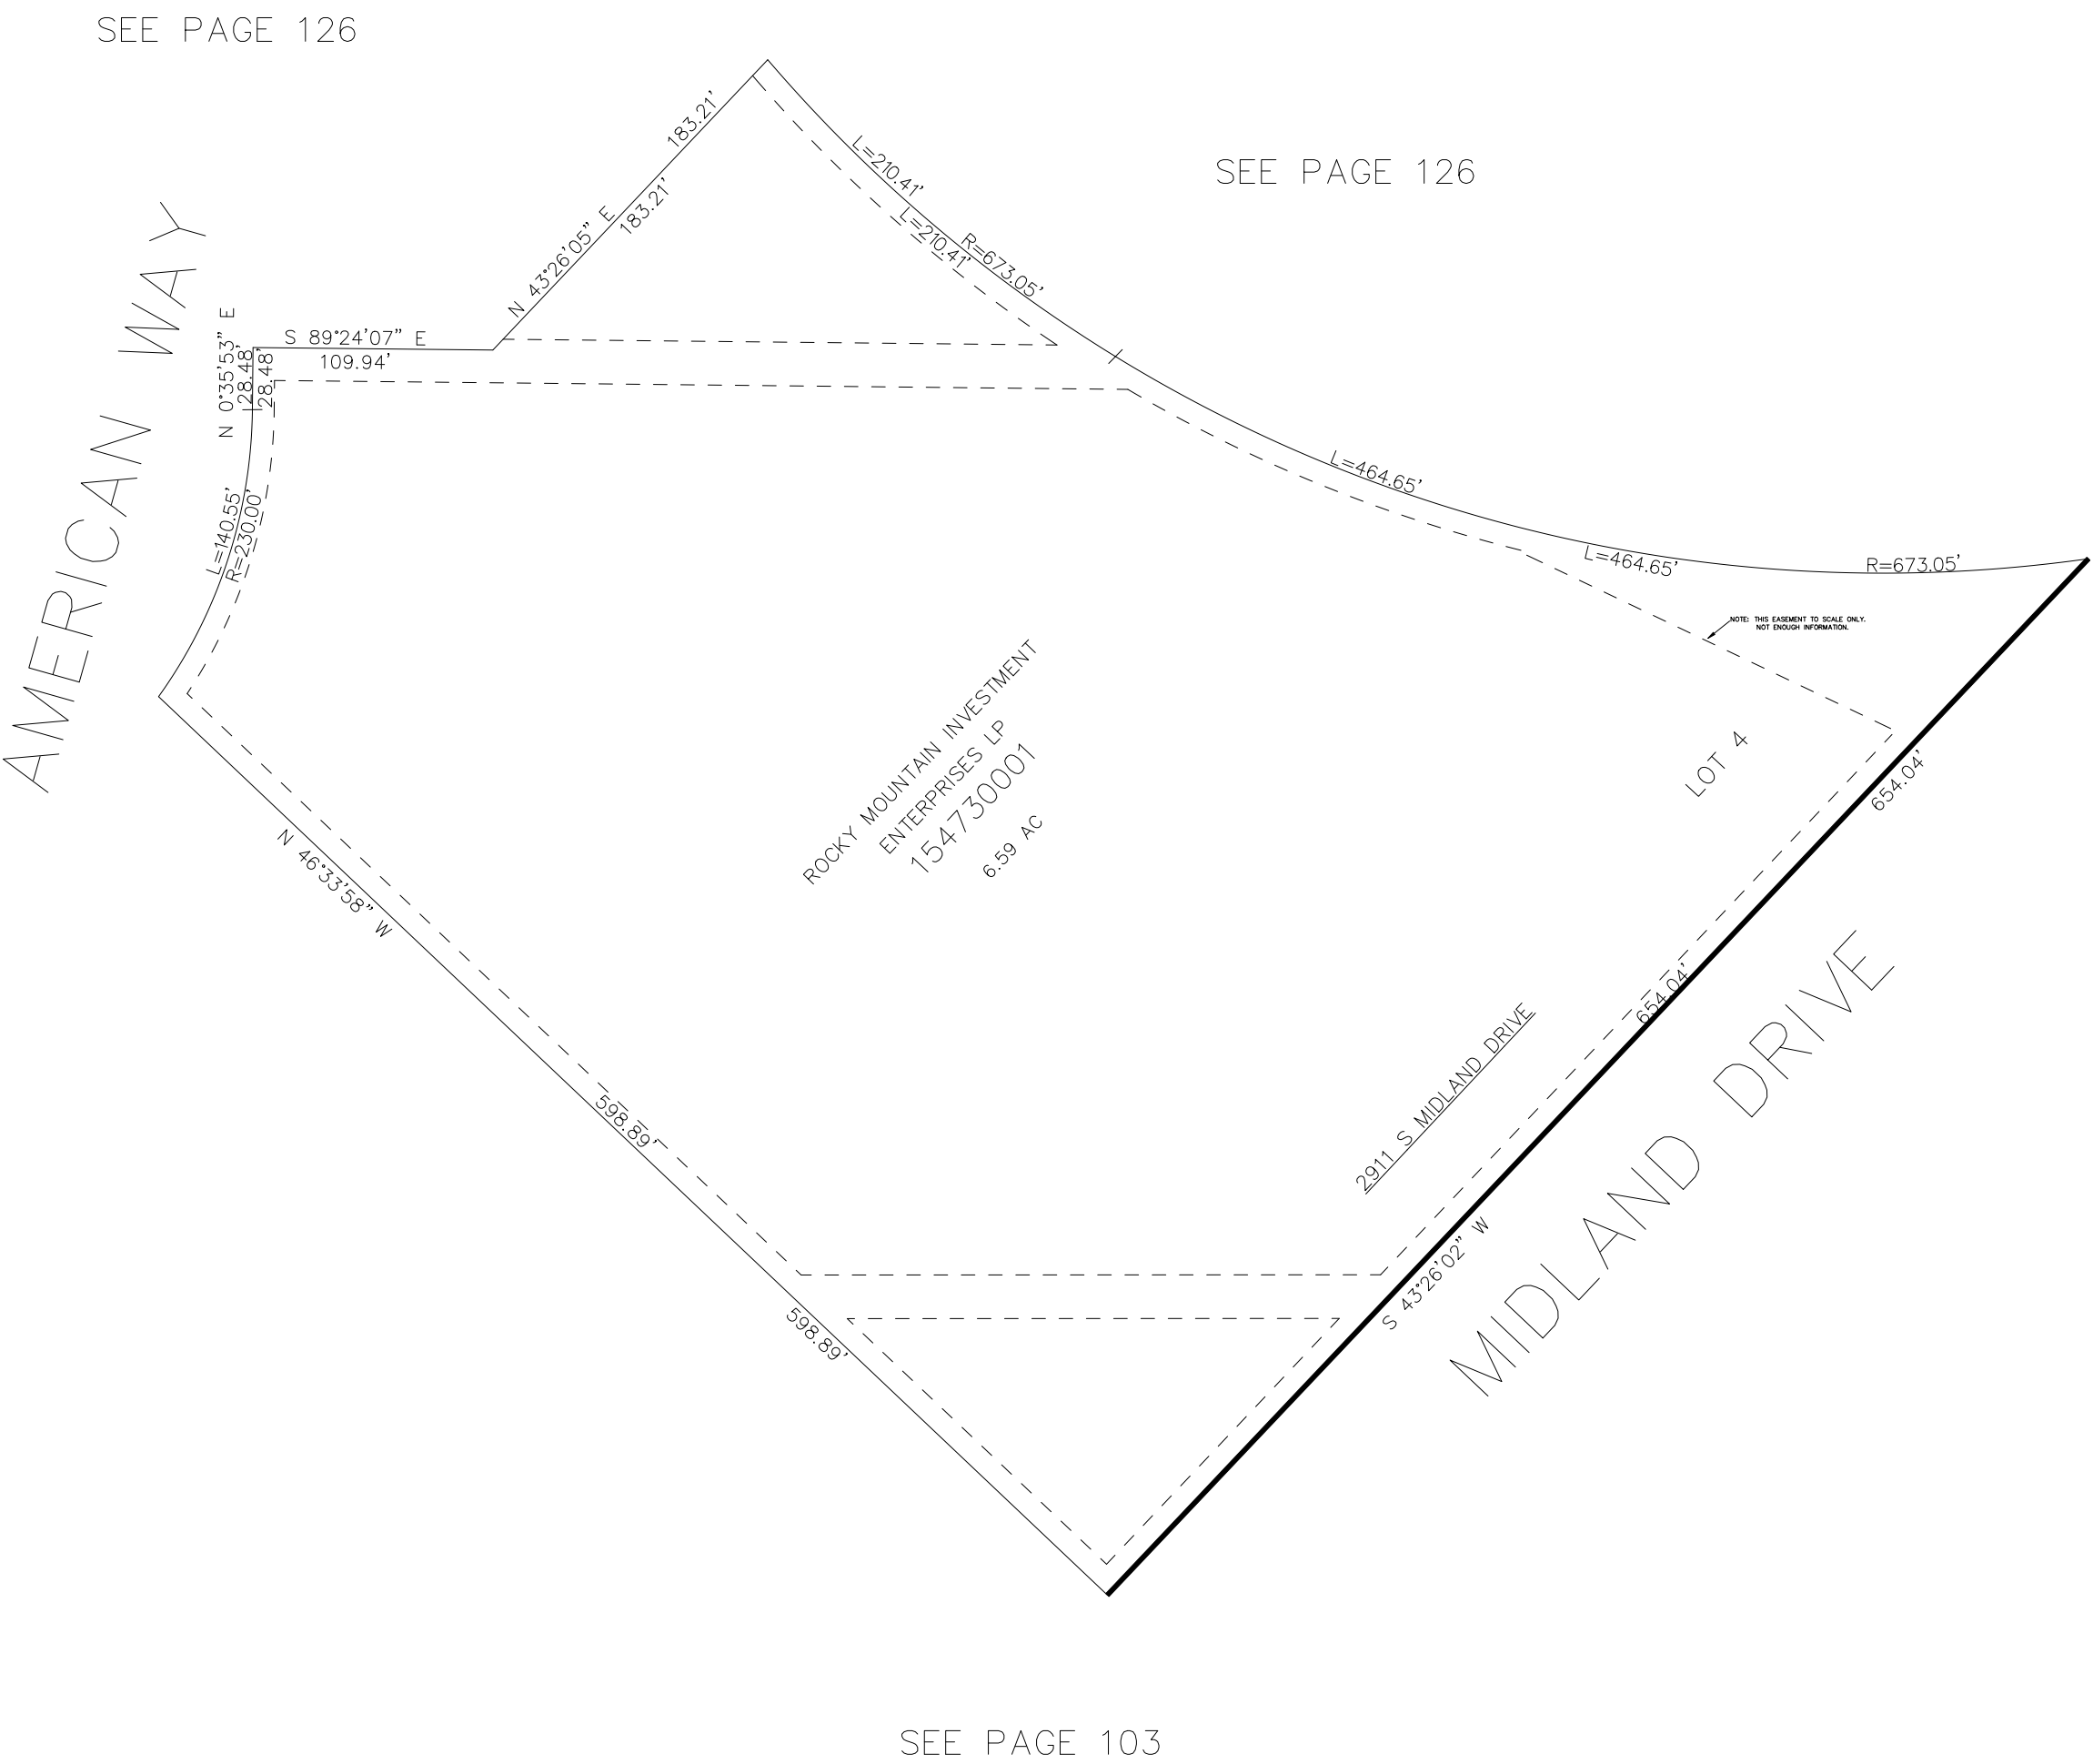 SEE PAGE 126
183.21'
L=210.41'
SEE PAGE 126
N 43°26'05" E
183.21'
L=210.41'
R=673.05'
AMERICAN WAY
N 0°35'53" E
28.48'
28.48'
S 89°24'07" E
109.94'
L=140.55'
R=230.00'
L=464.65'
L=464.65'
R=673.05'
NOTE: THIS EASEMENT TO SCALE ONLY.
NOT ENOUGH INFORMATION.
ROCKY MOUNTAIN INVESTMENT
ENTERPRISES LP
154730001
6.59 AC
LOT 4
654.04'
N 46°33'58" W
654.04'
2911 S MIDLAND DRIVE
598.89'
S 43°26'02" W
MIDLAND DRIVE
598.89'
SEE PAGE 103